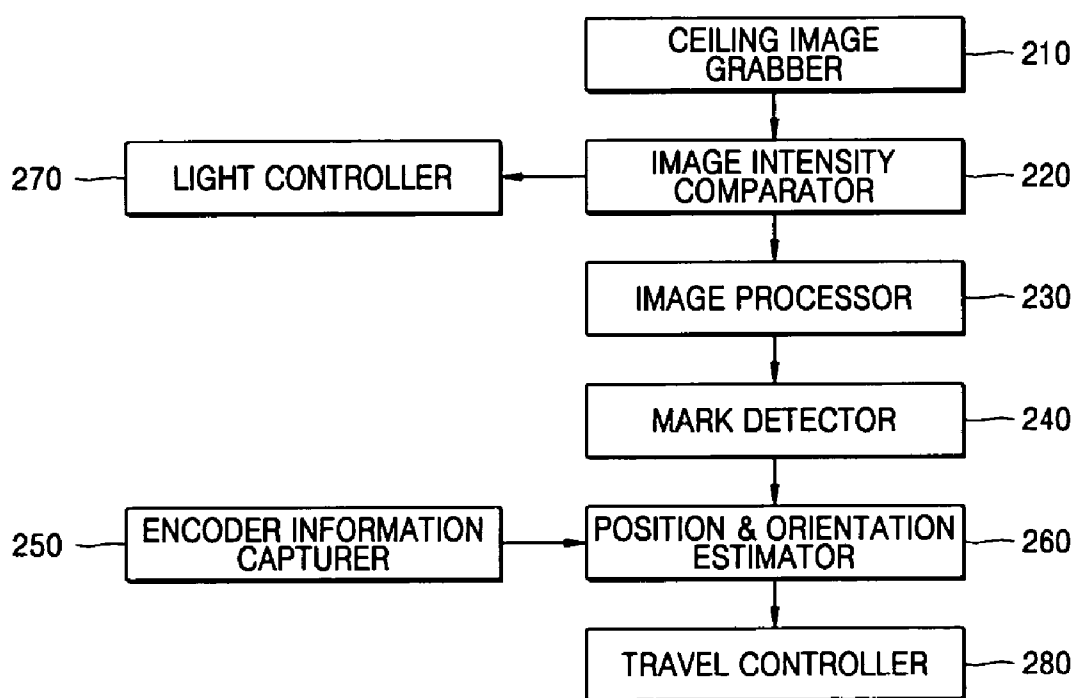 CEILING IMAGE
GRABBER
210
270
LIGHT CONTROLLER
IMAGE INTENSITY
COMPARATOR
220
IMAGE PROCESSOR
230
MARK DETECTOR
240
250
ENCODER INFORMATION
CAPTURER
POSITION & ORIENTATION
ESTIMATOR
260
TRAVEL CONTROLLER
280